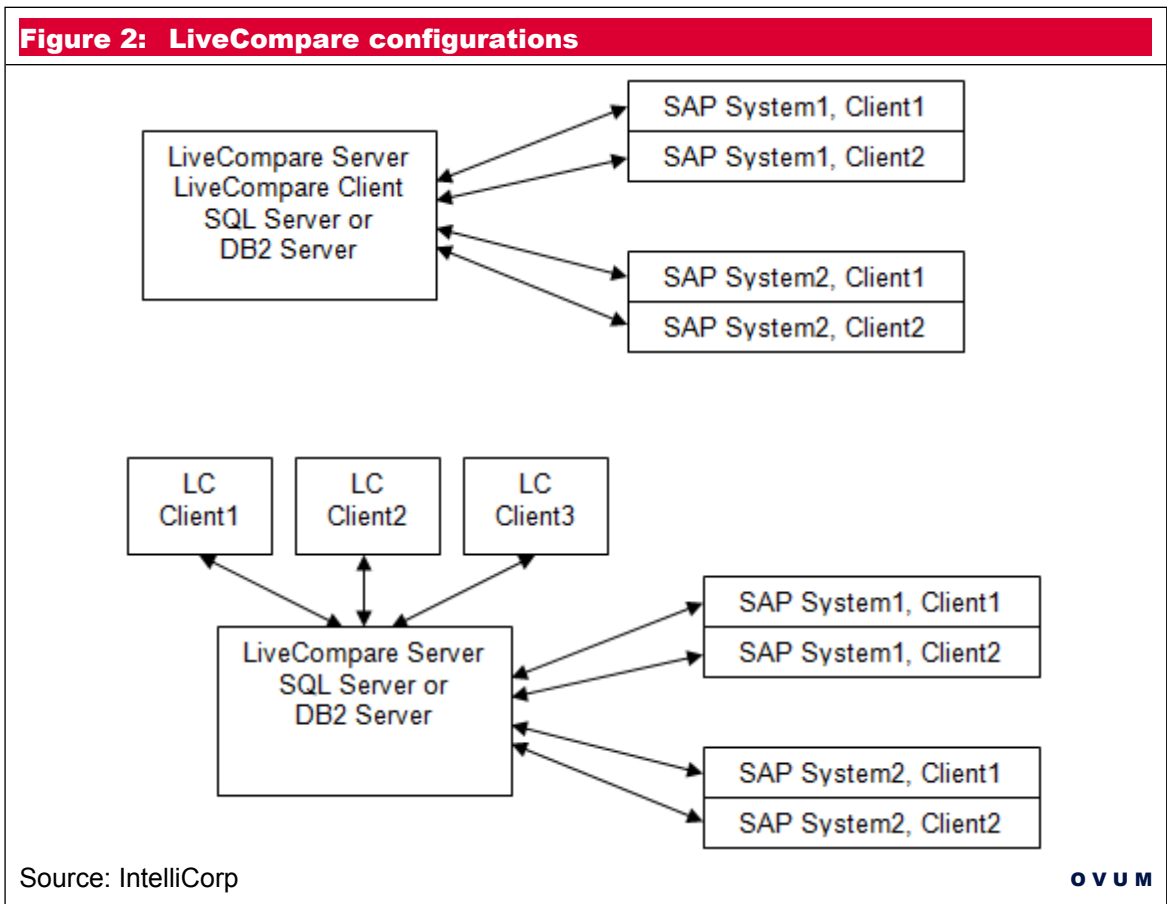 Figure 2: LiveCompare configurations
LiveCompare Server
LiveCompare Client
SQL Server or
DB2 Server
SAP System1, Client1
SAP System1, Client2
SAP System2, Client1
SAP System2, Client2
LC
Client1
LC
Client2
LC
Client3
LiveCompare Server
SQL Server or
DB2 Server
SAP System1, Client1
SAP System1, Client2
SAP System2, Client1
SAP System2, Client2
Source: IntelliCorp
OVUM